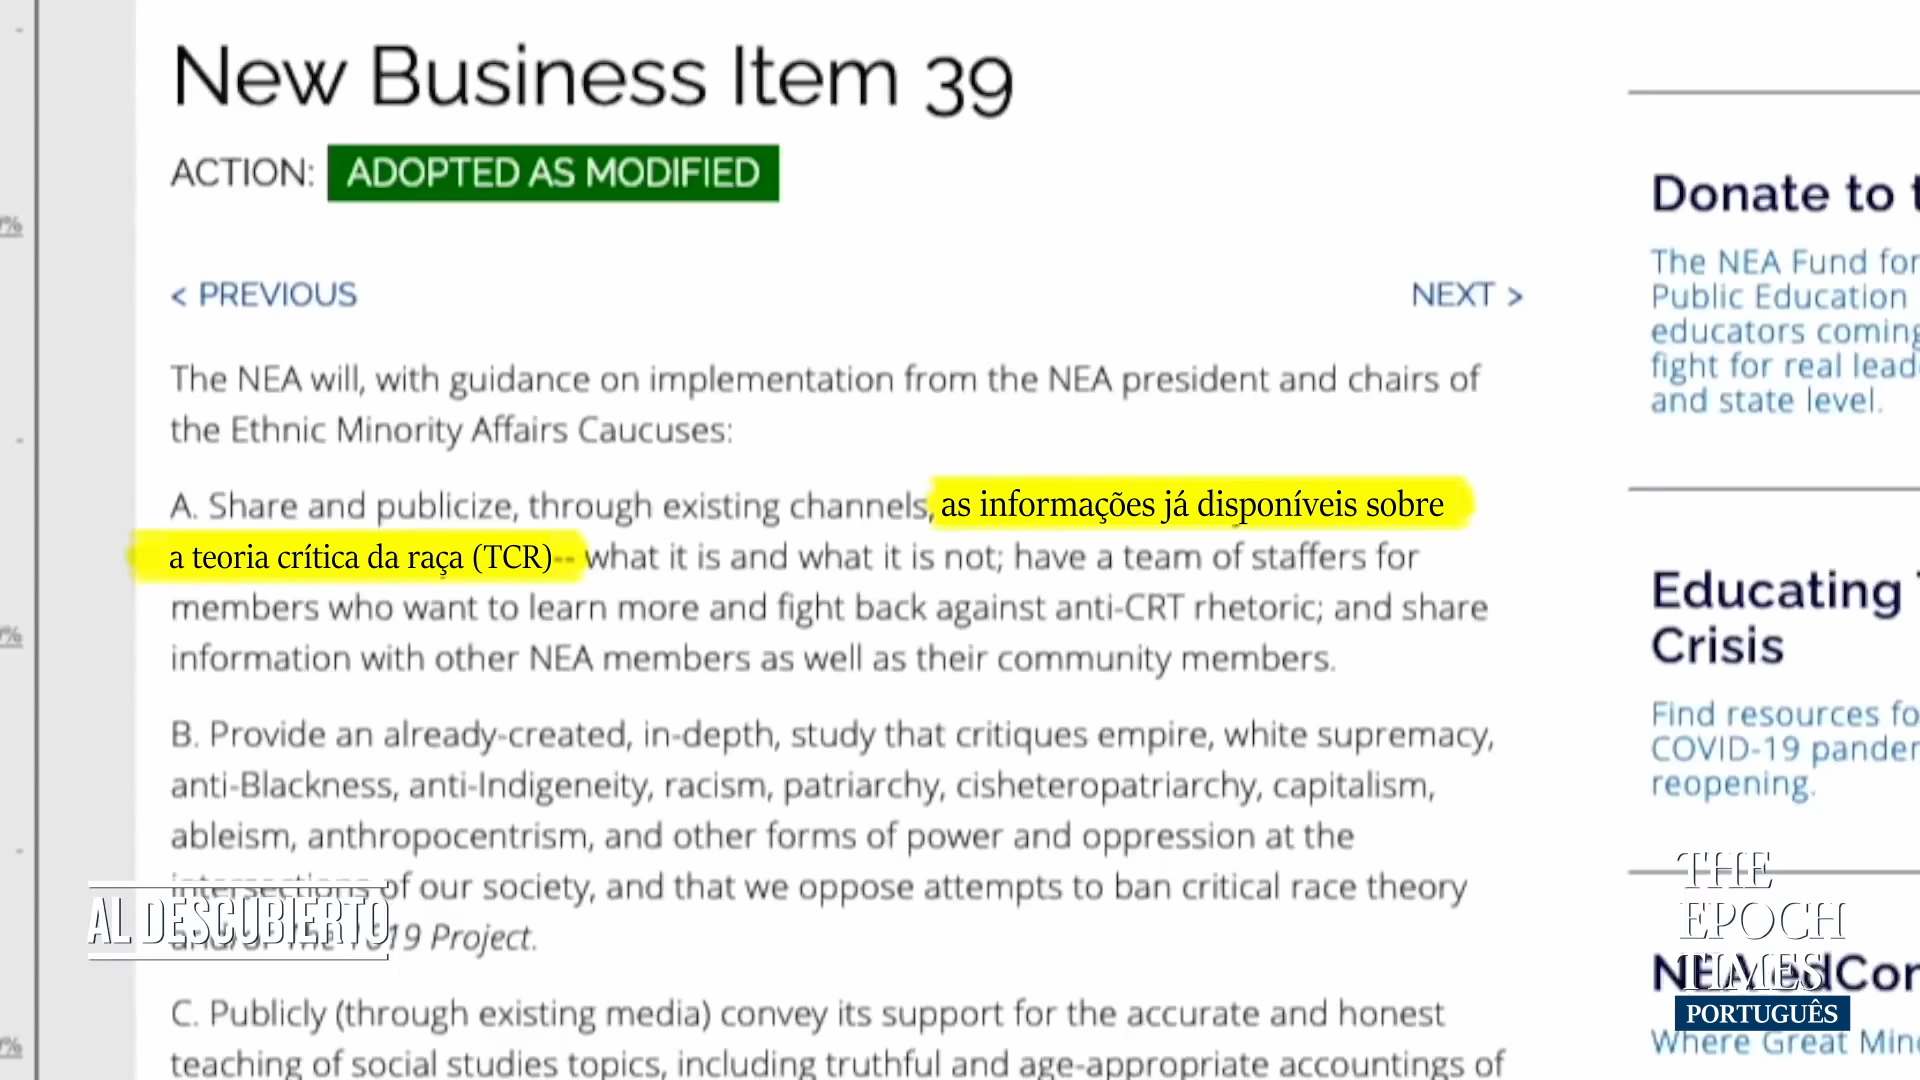 New Business Item 39
ACTION: ADOPTED AS MODIFIED
< PREVIOUS
NEXT >
The NEA will, with guidance on implementation from the NEA president and chairs of
the Ethnic Minority Affairs Caucuses:
A. Share and publicize, through existing channels, as informações já disponíveis sobre
a teoria crítica da raça (TCR)-- what it is and what it is not; have a team of staffers for
members who want to learn more and fight back against anti-CRT rhetoric; and share
information with other NEA members as well as their community members.
B. Provide an already-created, in-depth, study that critiques empire, white supremacy,
anti-Blackness, anti-Indigeneity, racism, patriarchy, cisheteropatriarchy, capitalism,
ableism, anthropocentrism, and other forms of power and oppression at the
intersections of our society, and that we oppose attempts to ban critical race theory
and/or The 1619 Project.
C. Publicly (through existing media) convey its support for the accurate and honest
teaching of social studies topics, including truthful and age-appropriate accountings of
Donate to t
The NEA Fund for
Public Education
educators coming
fight for real lead
and state level.
Educating
Crisis
Find resources fo
COVID-19 pander
reopening.
NEA edCor
Where Great Min
AL DESCUBIERTO
THE
EPOCH
TIMES
PORTUGUÊS